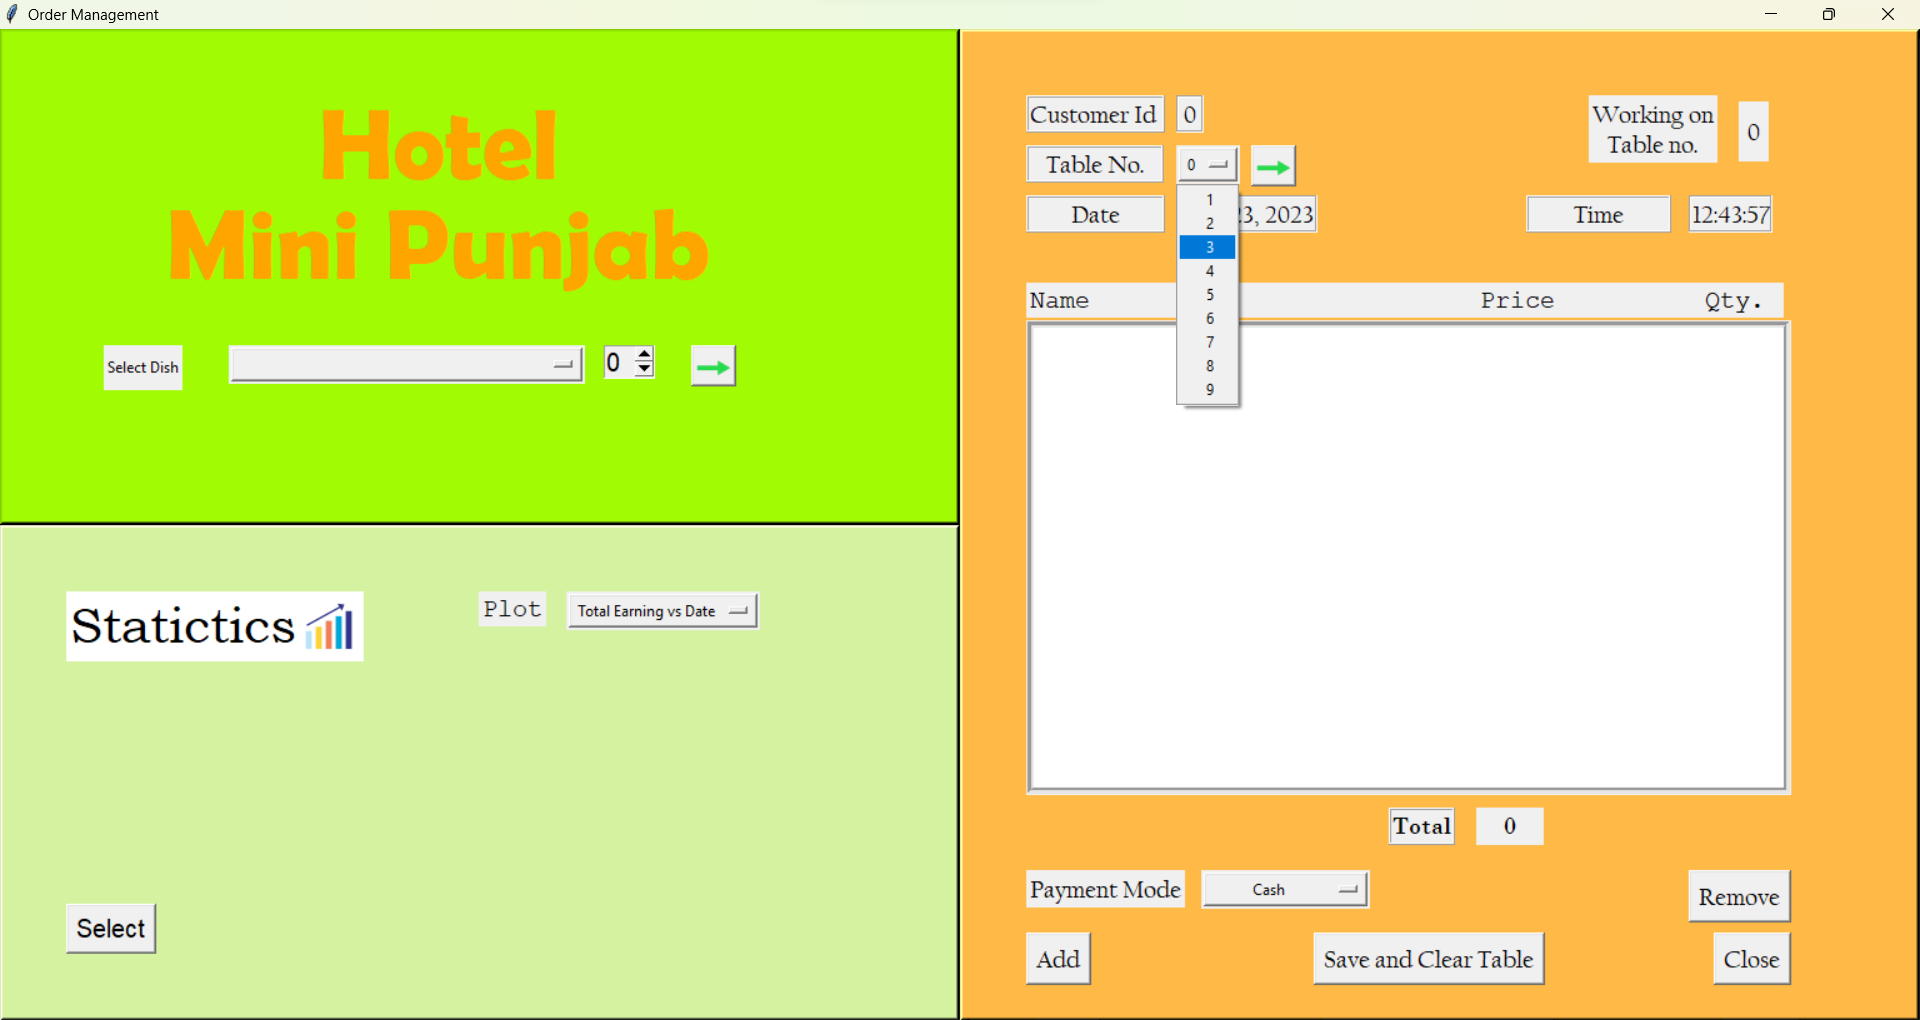 Order Management
Hotel
Mini Punjab
Select Dish
0
Statictics
Plot
Total Earning vs Date
Select
Customer Id
0
Working on
Table no.
0
Table No.
0
1
2
3
4
5
6
7
8
9
Date
3, 2023
Time
12:43:57
Name
Price
Qty.
Total
0
Payment Mode
Cash
Remove
Add
Save and Clear Table
Close